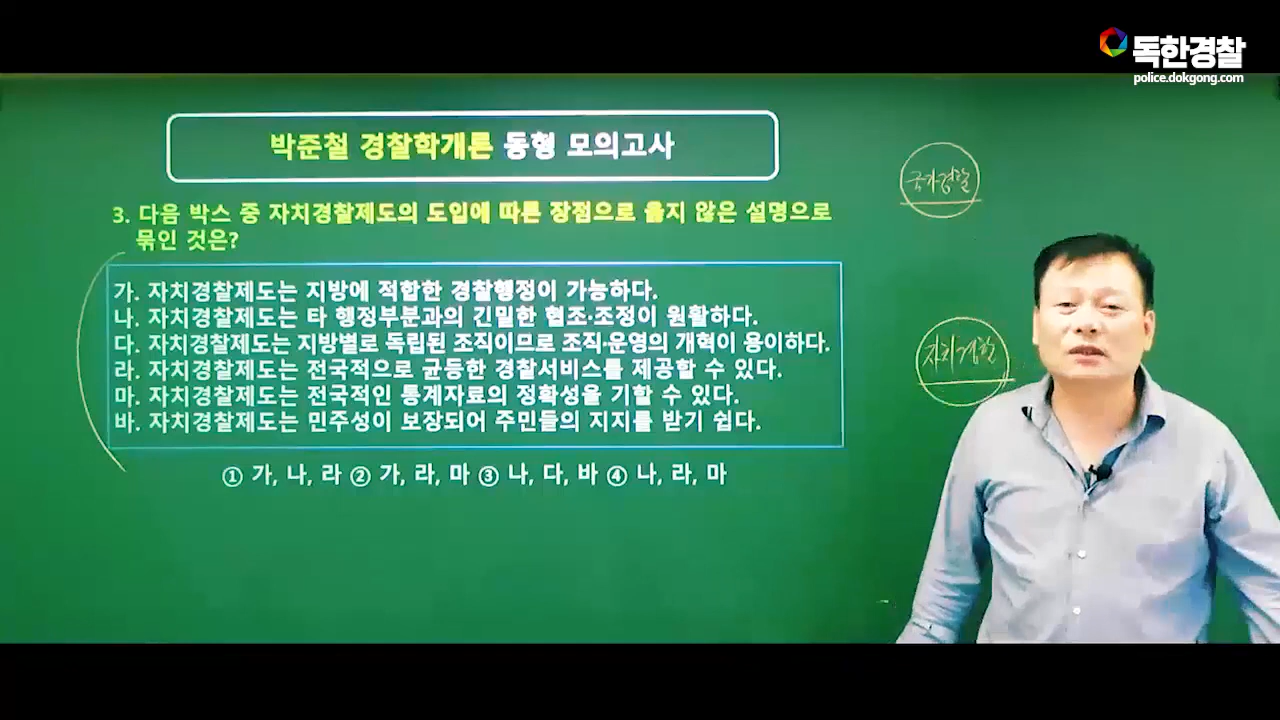 독한경찰
police.dokgong.com
박준철 경찰학개론 동형 모의고사
3. 다음 박스 중 자치경찰제도의 도입에 따른 장점으로 옳지 않은 설명으로
묶인 것은?
가. 자치경찰제도는 지방에 적합한 경찰행정이 가능하다.
나. 자치경찰제도는 타 행정부분과의 긴밀한 협조·조정이 원활하다.
다. 자치경찰제도는 지방별로 독립된 조직이므로 조직·운영의 개혁이 용이하다.
라. 자치경찰제도는 전국적으로 균등한 경찰서비스를 제공할 수 있다.
마. 자치경찰제도는 전국적인 통계자료의 정확성을 기할 수 있다.
바. 자치경찰제도는 민주성이 보장되어 주민들의 지지를 받기 쉽다.
① 가, 나, 라 ② 가, 라, 마 ③ 나, 다, 바 ④ 나, 라, 마
국가경찰
자치경찰